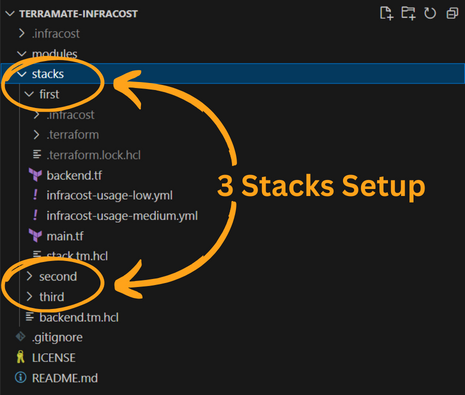 TERRAMATE-INFRACOST
.infracost
modules
stacks
first
.infracost
.terraform
.terraform.lock.hcl
backend.tf
infracost-usage-low.yml
infracost-usage-medium.yml
main.tf
stack.tm.hcl
second
third
backend.tm.hcl
.gitignore
LICENSE
README.md
3 Stacks Setup